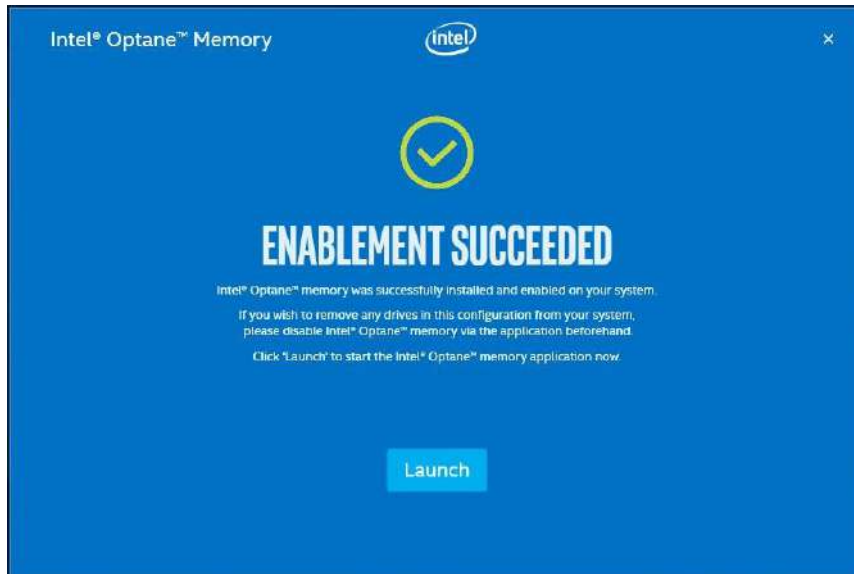 Intel® Optane™ Memory
intel
×
ENABLEMENT SUCCEEDED
Intel® Optane™ memory was successfully installed and enabled on your system.
If you wish to remove any drives in this configuration from your system,
please disable Intel® Optane™ memory via the application beforehand.
Click 'Launch' to start the Intel® Optane™ memory application now.
Launch